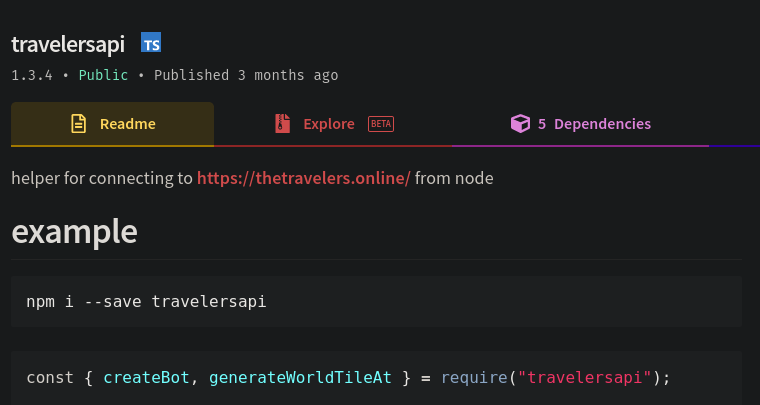 travelersapi TS
1.3.4 • Public • Published 3 months ago
Readme Explore BETA 5 Dependencies
helper for connecting to https://thetravelers.online/ from node
example
npm i --save travelersapi
const { createBot, generateWorldTileAt } = require("travelersapi");